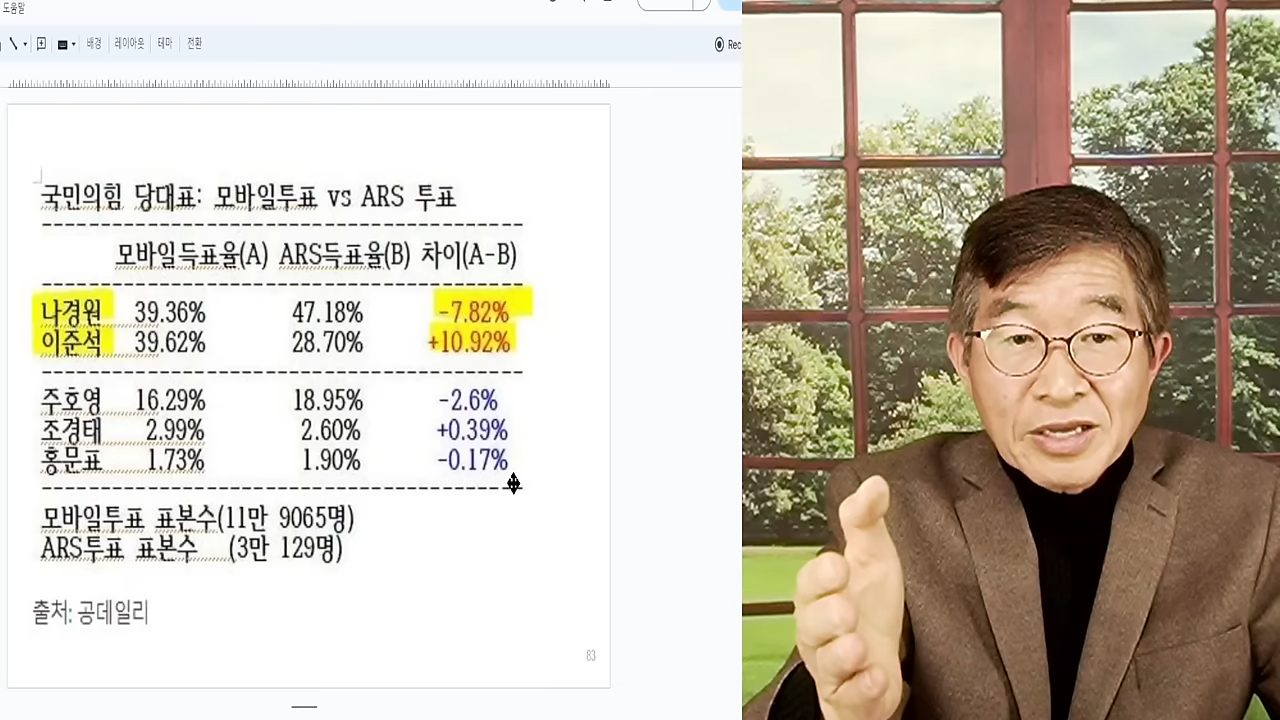 도움말
배경 레이아웃 테마 전환
Rec
국민의힘 당대표: 모바일투표 vs ARS 투표
모바일득표율(A) ARS득표율(B) 차이(A-B)
나경원 39.36% 47.18% -7.82%
이준석 39.62% 28.70% +10.92%
주호영 16.29% 18.95% -2.6%
조경태 2.99% 2.60% +0.39%
홍문표 1.73% 1.90% -0.17%
모바일투표 표본수(11만 9065명)
ARS투표 표본수 (3만 129명)
출처: 공데일리
83